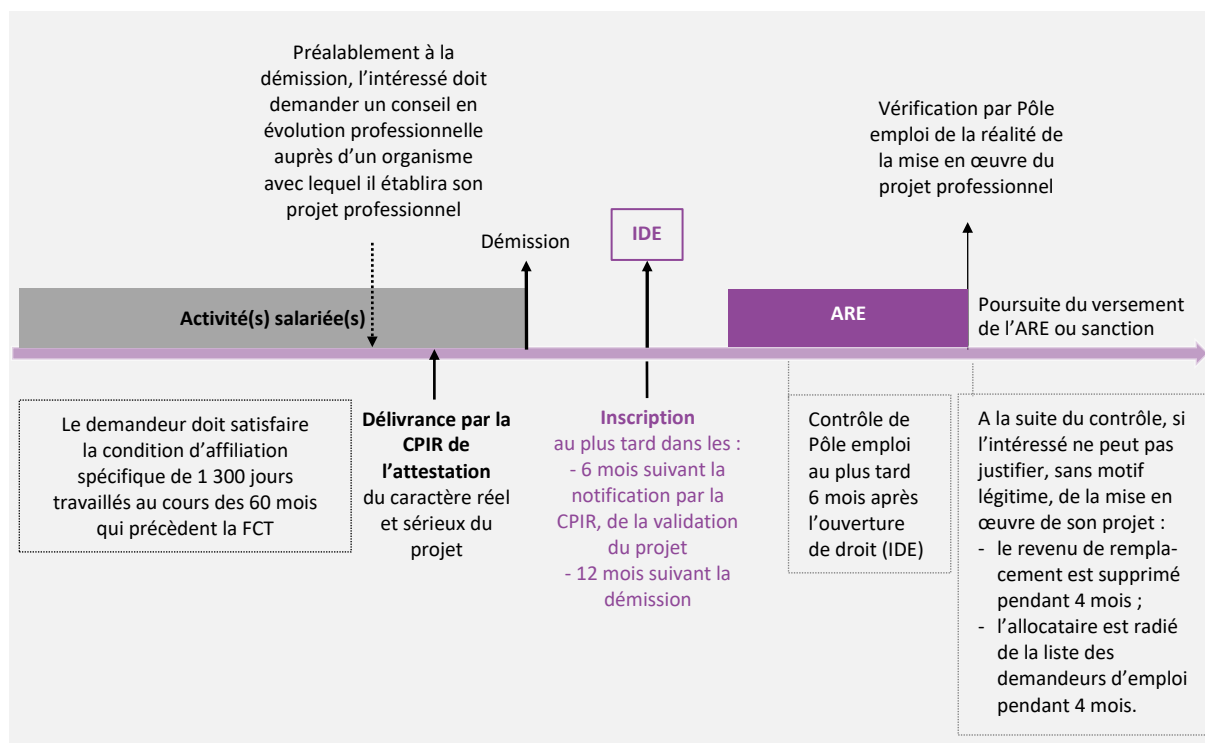 Préalablement à la
démission, l’intéressé doit
demander un conseil en
évolution professionnelle
auprès d’un organisme
avec lequel il établira son
projet professionnel
Démission
IDE
Vérification par Pôle
emploi de la réalité de
la mise en œuvre du
projet professionnel
Activité(s) salariée(s)
ARE
Poursuite du versement
de l’ARE ou sanction
Le demandeur doit satisfaire
la condition d’affiliation
spécifique de 1 300 jours
travaillés au cours des 60 mois
qui précèdent la FCT
Délivrance par la
CPIR de
l’attestation
du caractère réel
et sérieux du
projet
Inscription
au plus tard dans les :
- 6 mois suivant la
notification par la
CPIR, de la validation
du projet
- 12 mois suivant la
démission
Contrôle de
Pôle emploi
au plus tard
6 mois après
l’ouverture
de droit (IDE)
A la suite du contrôle, si
l’intéressé ne peut pas
justifier, sans motif
légitime, de la mise en
œuvre de son projet :
- le revenu de rempla-
cement est supprimé
pendant 4 mois ;
- l’allocataire est radié
de la liste des
demandeurs d’emploi
pendant 4 mois.